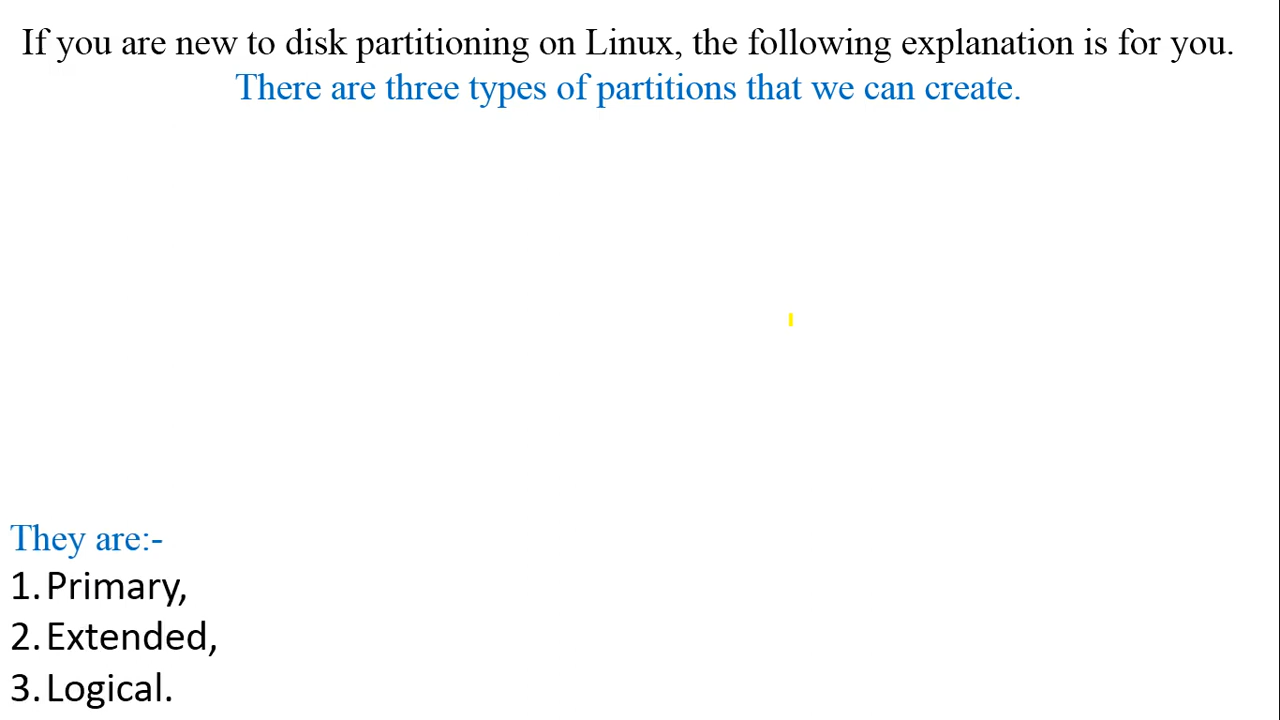 If you are new to disk partitioning on Linux, the following explanation is for you.
There are three types of partitions that we can create.
They are:-
1.Primary,
2.Extended,
3.Logical.